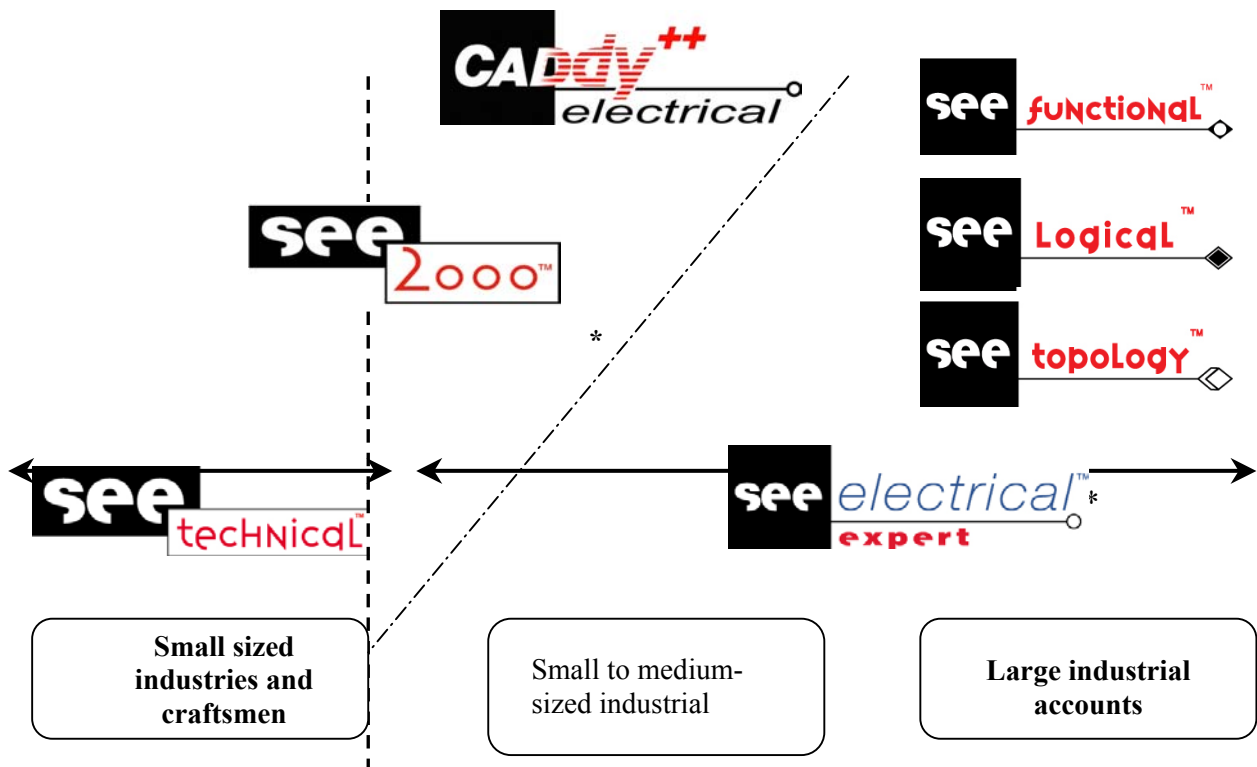 CADdy++
electrical
see functional™
see 2000™
see Logical™
*
see topology™
see technical™
see electrical™ *
expert
Small sized
industries and
craftsmen
Small to medium-
sized industrial
Large industrial
accounts